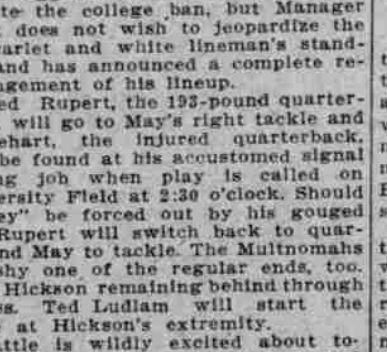 te the college ban, but Manager
does not wish to jeopardize the
arlet and white lineman's stand-
and has announced a complete re-
agement of his lineup.
ed Rupert, the 193-pound quarter-
will go to May's right tackle and
ehart, the injured quarterback,
be found at his accustomed signal
ng job when play is called on
ersity Field at 2:30 o'clock. Should
ey" be forced out by his gouged
Rupert will switch back to quar-
nd May to tackle. The Multnomahs
shy one of the regular ends, too.
Hickson remaining behind through
ss. Ted Ludlam will start the
at Hickson's extremity.
attle is wildly excited about to-